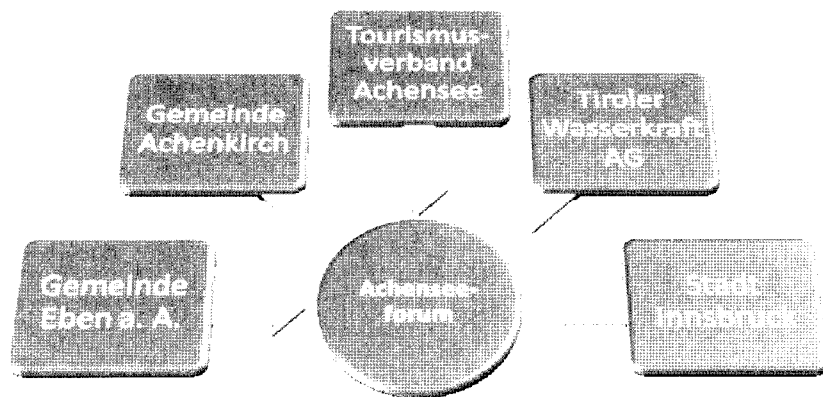 Tourismus-
verband
Achensee
Gemeinde
Achenkirch
Tiroler
Wasserkraft
AG
Gemeinde
Eben a. A.
Achensee-
forum
Stadt
Innsbruck